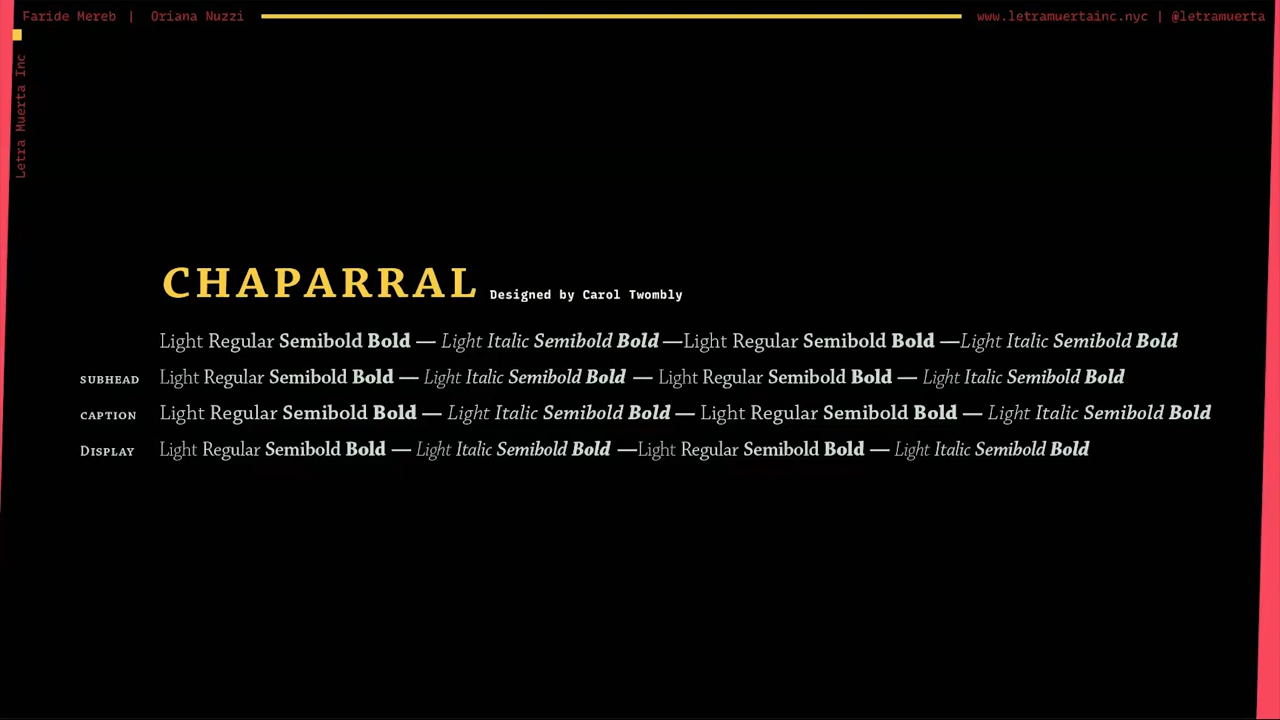 Faride Mereb | Oriana Nuzzi
www.letramuertainc.nyc | @letramuerta
Letra Muerta Inc
CHAPARRAL Designed by Carol Twombly
Light Regular Semibold Bold — Light Italic Semibold Bold —Light Regular Semibold Bold —Light Italic Semibold Bold
SUBHEAD Light Regular Semibold Bold — Light Italic Semibold Bold — Light Regular Semibold Bold — Light Italic Semibold Bold
CAPTION Light Regular Semibold Bold — Light Italic Semibold Bold — Light Regular Semibold Bold — Light Italic Semibold Bold
DISPLAY Light Regular Semibold Bold — Light Italic Semibold Bold —Light Regular Semibold Bold — Light Italic Semibold Bold